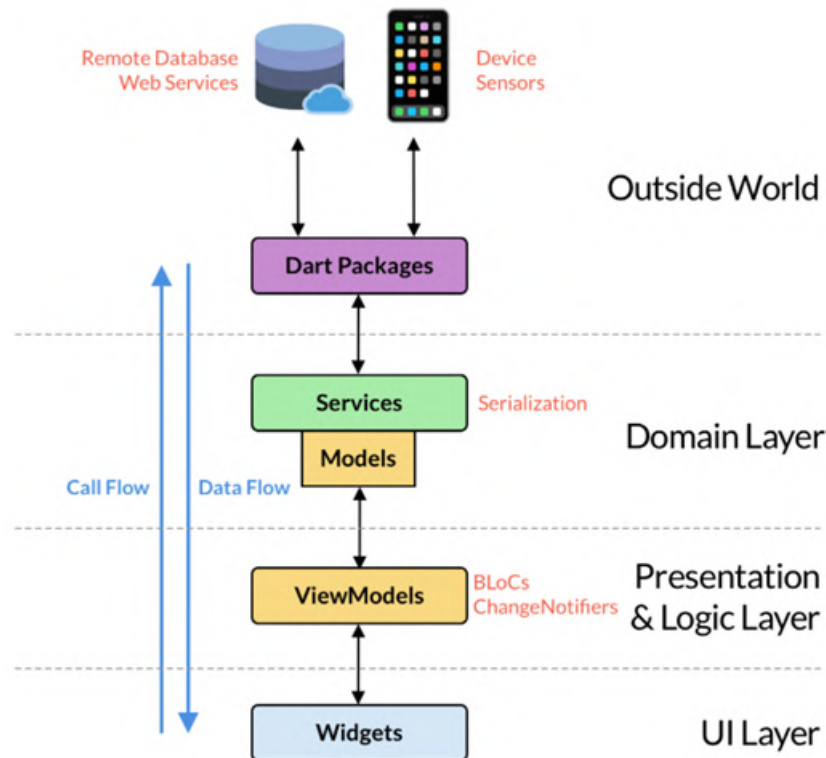 Remote Database
Web Services
Device
Sensors
Outside World
Dart Packages
Services
Serialization
Domain Layer
Models
Call Flow
Data Flow
ViewModels
BLoCs
ChangeNotifiers
Presentation
& Logic Layer
Widgets
UI Layer